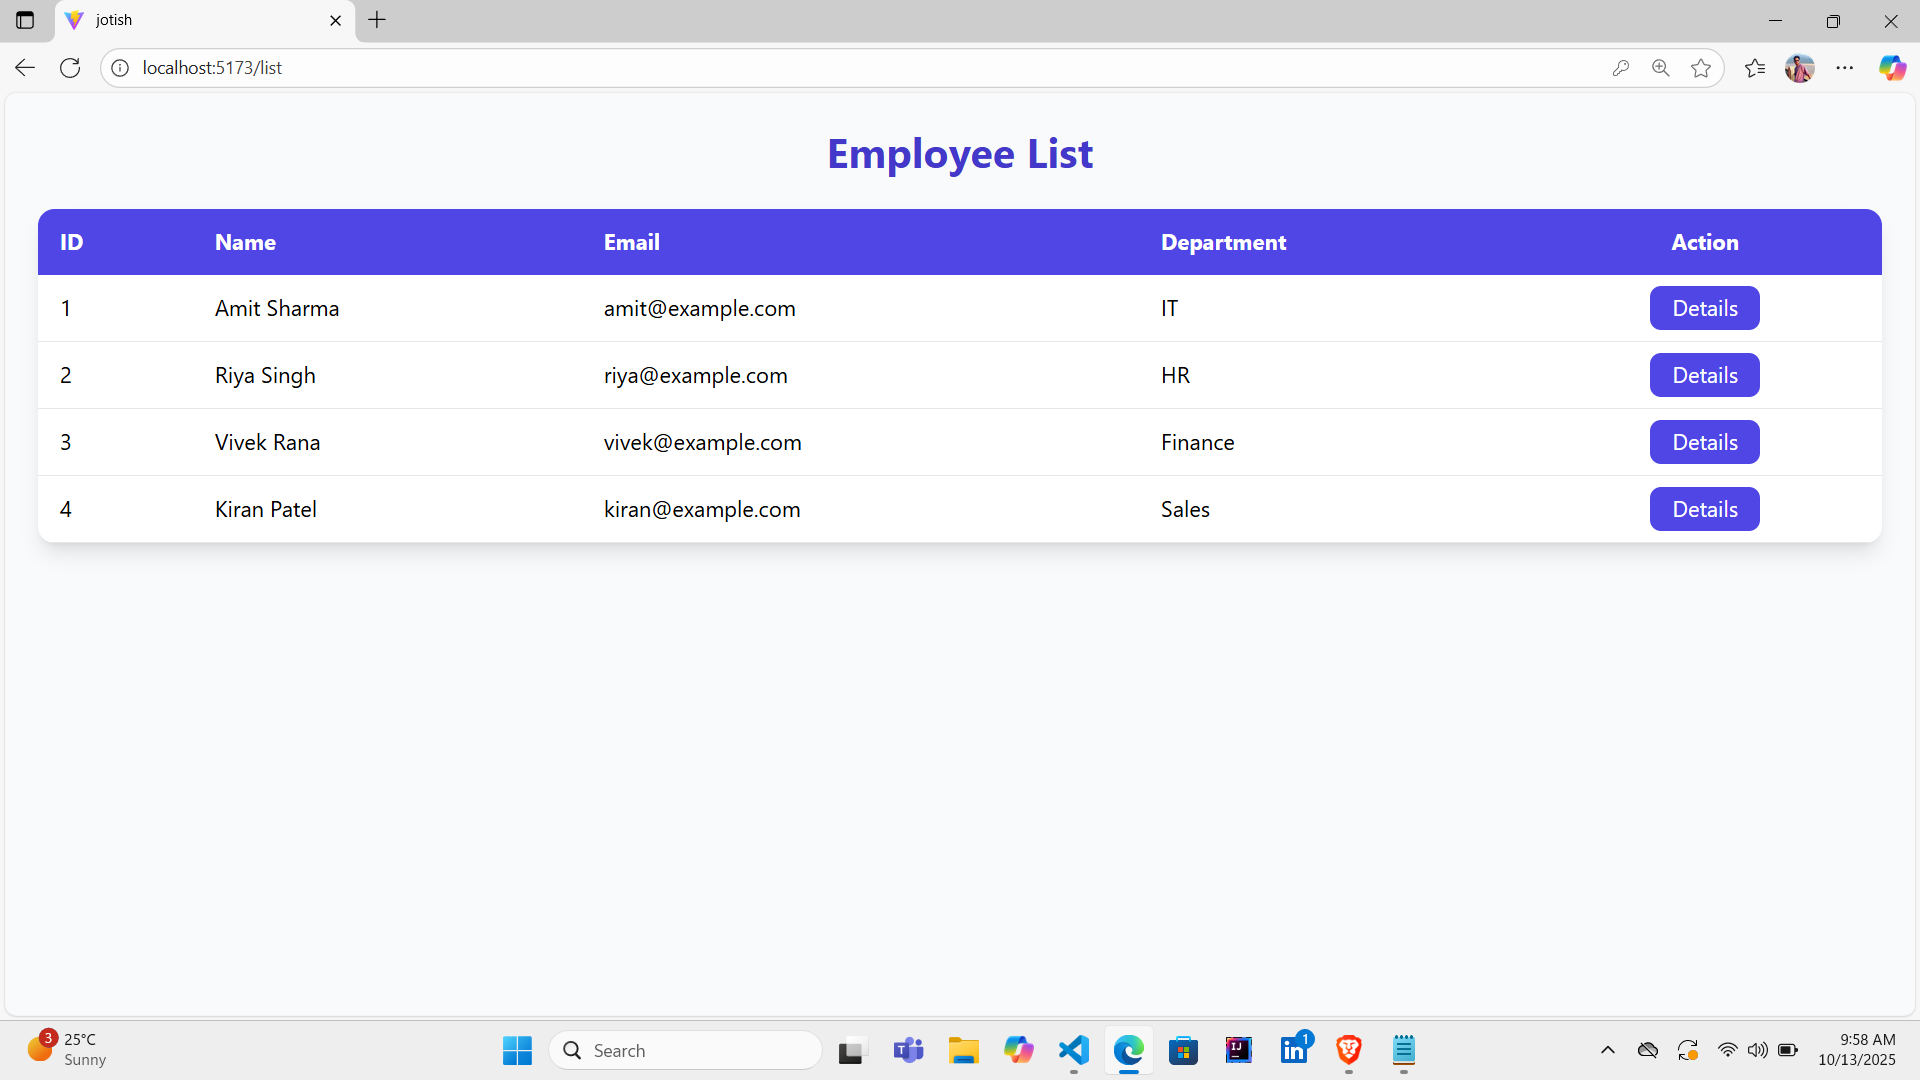 jotish
localhost:5173/list
Employee List
ID Name Email Department Action
1 Amit Sharma amit@example.com IT Details
2 Riya Singh riya@example.com HR Details
3 Vivek Rana vivek@example.com Finance Details
4 Kiran Patel kiran@example.com Sales Details
3 25°C
Sunny
Search
T
IJ
in 1
9:58 AM
10/13/2025